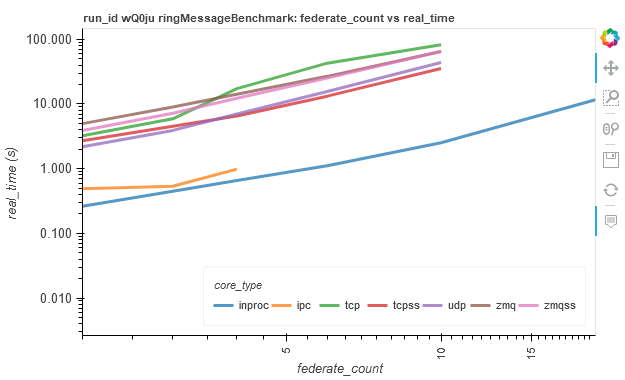 run_id wQ0ju ringMessageBenchmark: federate_count vs real_time
100.000
10.000
1.000
0.100
0.010
real_time (s)
core_type
inproc ipc tcp tcpss udp zmq zmqss
5 10 15
federate_count